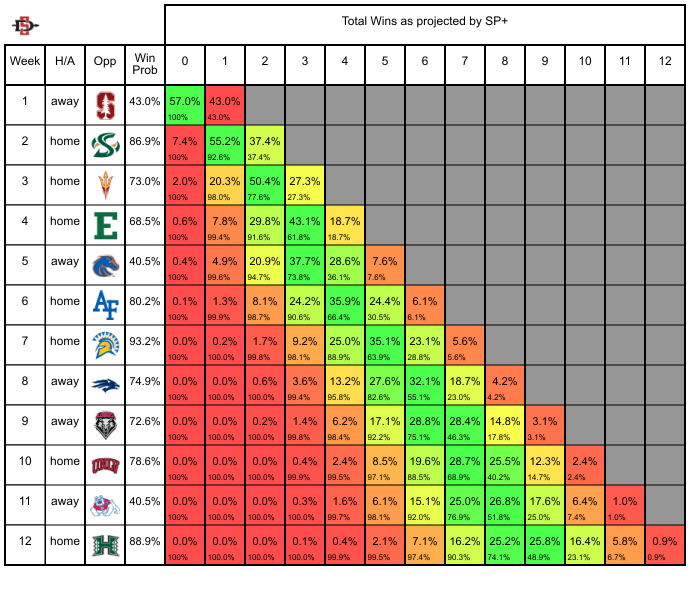 Total Wins as projected by SP+
Week H/A Opp Win Prob 0 1 2 3 4 5 6 7 8 9 10 11 12
1 away S 43.0% 57.0% 43.0%
100% 43.0%
2 home S 86.9% 7.4% 55.2% 37.4%
100% 92.6% 37.4%
3 home 73.0% 2.0% 20.3% 50.4% 27.3%
100% 98.0% 77.6% 27.3%
4 home E 68.5% 0.6% 7.8% 29.8% 43.1% 18.7%
100% 99.4% 91.6% 61.8% 18.7%
5 away 40.5% 0.4% 4.9% 20.9% 37.7% 28.6% 7.6%
100% 99.6% 94.7% 73.8% 36.1% 7.6%
6 home AF 80.2% 0.1% 1.3% 8.1% 24.2% 35.9% 24.4% 6.1%
100% 99.9% 98.7% 90.6% 66.4% 30.5% 6.1%
7 home 93.2% 0.0% 0.2% 1.7% 9.2% 25.0% 35.1% 23.1% 5.6%
100% 100.0% 99.8% 98.1% 88.9% 63.9% 28.8% 5.6%
8 away 74.9% 0.0% 0.0% 0.6% 3.6% 13.2% 27.6% 32.1% 18.7% 4.2%
100% 100.0% 100.0% 99.4% 95.8% 82.6% 55.1% 23.0% 4.2%
9 away 72.6% 0.0% 0.0% 0.2% 1.4% 6.2% 17.1% 28.8% 28.4% 14.8% 3.1%
100% 100.0% 100.0% 99.8% 98.4% 92.2% 75.1% 46.3% 17.8% 3.1%
10 home UNLV 78.6% 0.0% 0.0% 0.0% 0.4% 2.4% 8.5% 19.6% 28.7% 25.5% 12.3% 2.4%
100% 100.0% 100.0% 99.9% 99.5% 97.1% 88.5% 68.9% 40.2% 14.7% 2.4%
11 away 40.5% 0.0% 0.0% 0.0% 0.3% 1.6% 6.1% 15.1% 25.0% 26.8% 17.6% 6.4% 1.0%
100% 100.0% 100.0% 100.0% 99.7% 98.1% 92.0% 76.9% 51.8% 25.0% 7.4% 1.0%
12 home H 88.9% 0.0% 0.0% 0.0% 0.1% 0.4% 2.1% 7.1% 16.2% 25.2% 25.8% 16.4% 5.8% 0.9%
100% 100.0% 100.0% 100.0% 99.9% 99.5% 97.4% 90.3% 74.1% 48.9% 23.1% 6.7% 0.9%